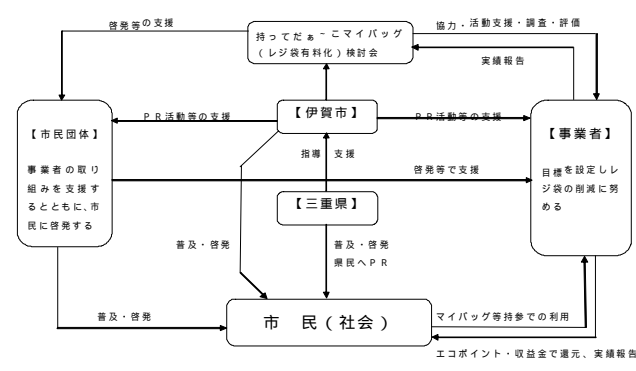 啓発等の支援
持ってだぁ~こマイバッグ
(レジ袋有料化)検討会
協力・活動支援・調査・評価
実績報告
PR活動等の支援
【伊賀市】
PR活動等の支援
【市民団体】
事業者の取り
組みを支援す
るとともに、市
民に啓発する
【事業者】
目標を設定しレ
ジ袋の削減に努
める
指導 支援
啓発等で支援
【三重県】
普及・啓発
普及・啓発
県民へPR
普及・啓発
市 民(社会)
マイバッグ等持参での利用
エコポイント・収益金で還元、実績報告